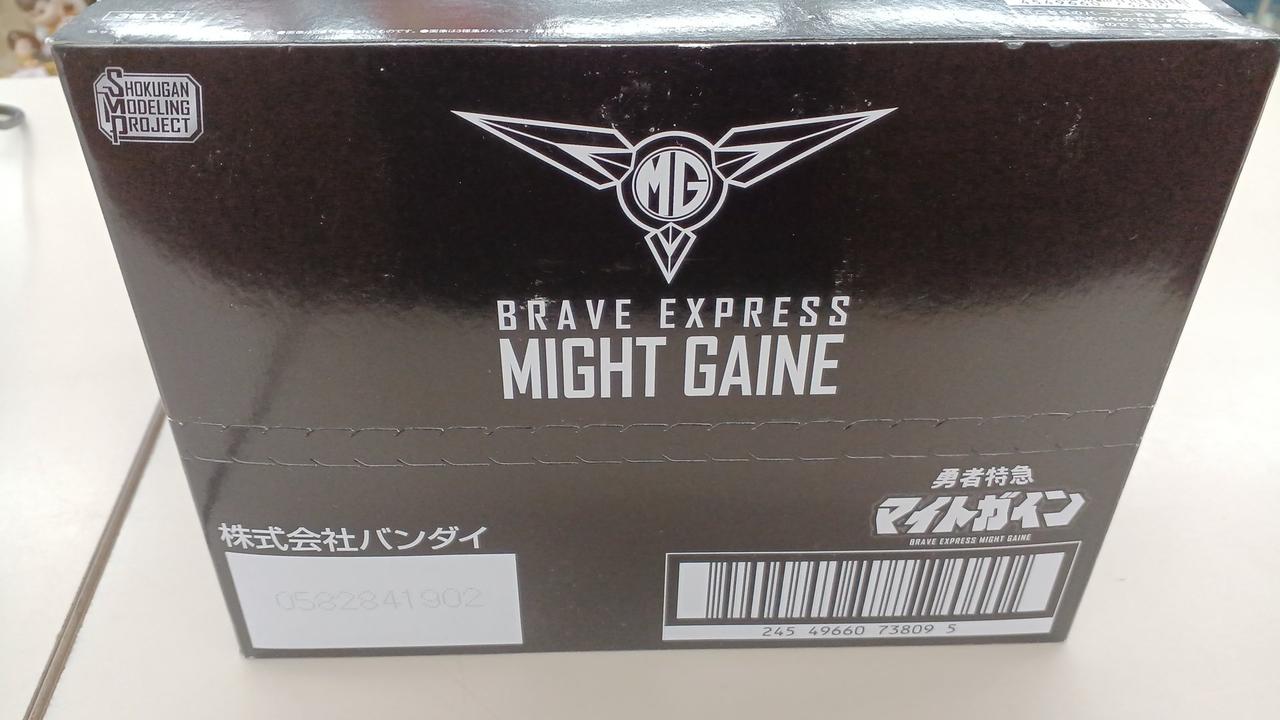 SHOKUGAN
MODELING
PROJECT
MG
BRAVE EXPRESS
MIGHT GAINE
勇者特急
マイトガイン
BRAVE EXPRESS MIGHT GAINE
株式会社バンダイ
0582841902
245 49660 73809 5